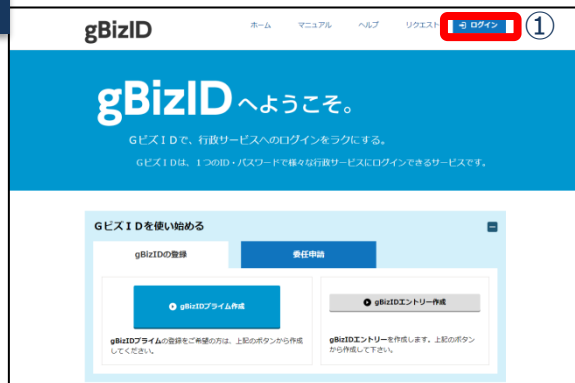 gBizID
ホーム マニュアル ヘルプ リクエスト ログイン ①
gBizIDへようこそ。
GビズIDで、行政サービスへのログインをラクにする。
GビズIDは、1つのID・パスワードで様々な行政サービスにログインできるサービスです。
GビズIDを使い始める
gBizIDの登録 委任申請
gBizIDプライム作成 gBizIDエントリー作成
gBizIDプライムの登録をご希望の方は、上記のボタンから作成
してください。
gBizIDエントリーを作成します。上記のボタン
から作成して下さい。